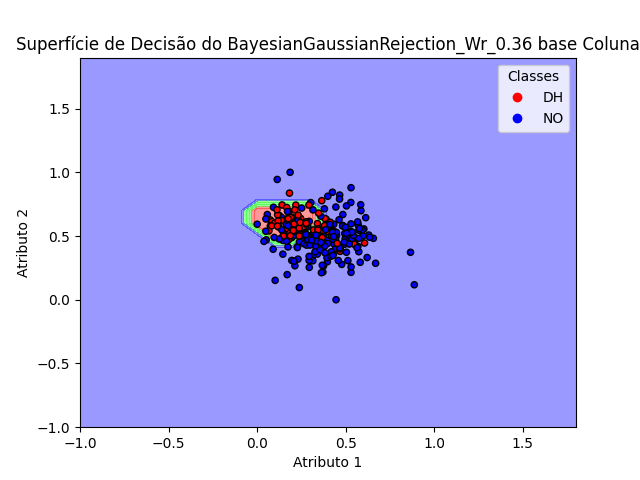 Superfície de Decisão do BayesianGaussianRejection_Wr_0.36 base Coluna
Classes
DH
NO
1.5
1.0
0.5
0.0
−0.5
−1.0
Atributo 2
−1.0
−0.5
0.0
0.5
1.0
1.5
Atributo 1